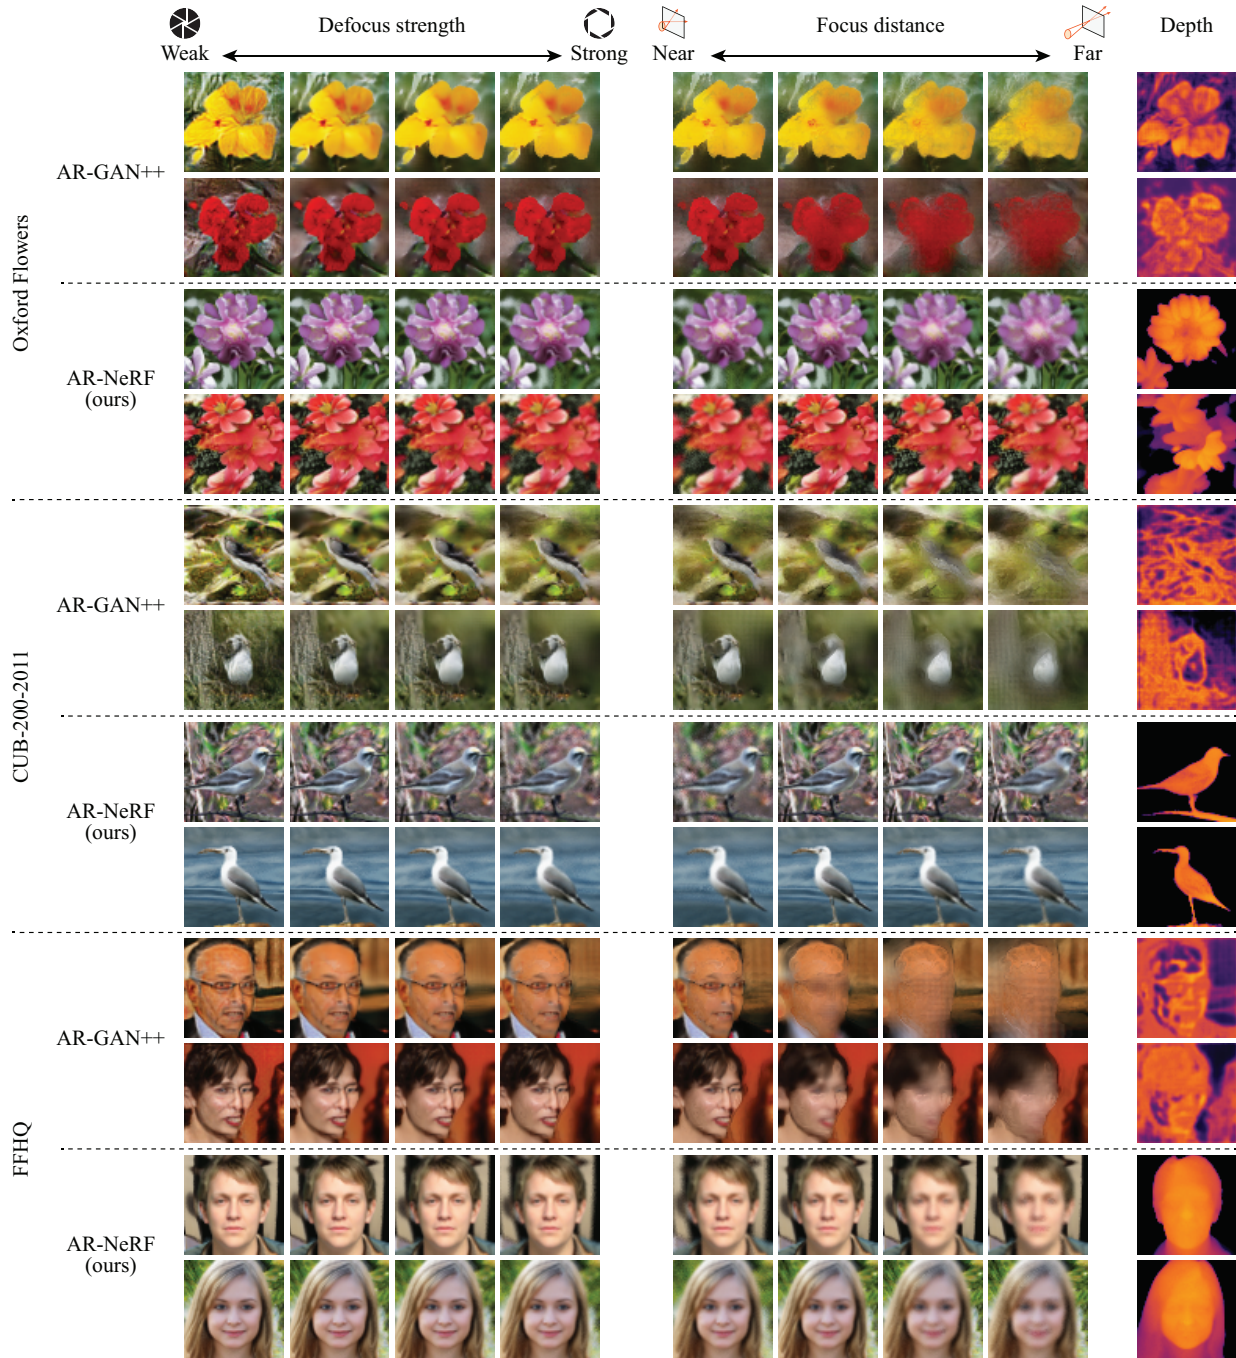 Defocus strength
Focus distance
Depth
Weak
Strong
Near
Far
Oxford Flowers
AR-GAN++
AR-NeRF
(ours)
CUB-200-2011
AR-GAN++
AR-NeRF
(ours)
FFHQ
AR-GAN++
AR-NeRF
(ours)